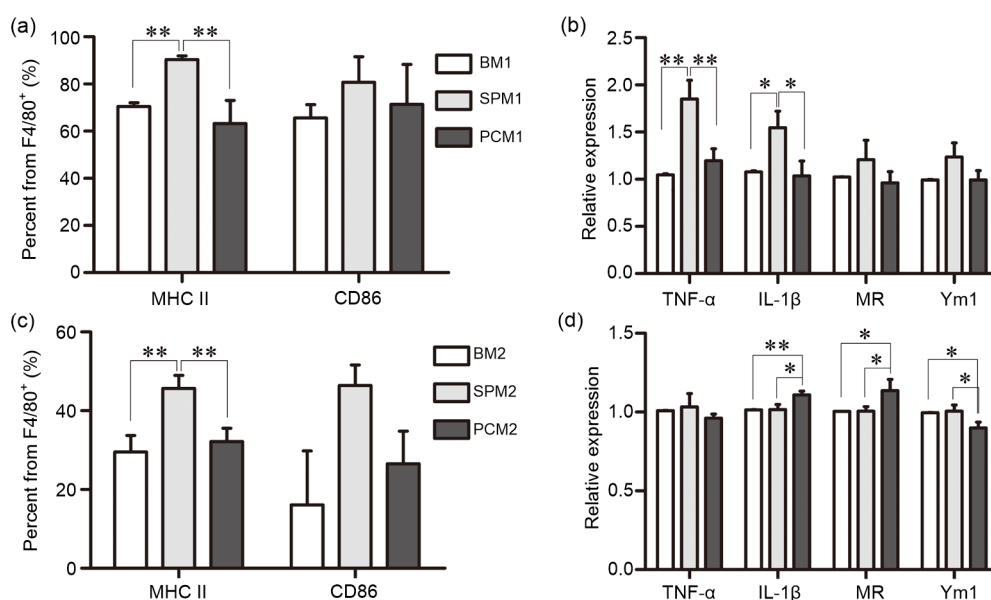 (a)
Percent from F4/80⁺ (%)
100
80
60
40
20
0
** **
MHC II CD86
BM1
SPM1
PCM1
(b)
Relative expression
2.5
2.0
1.5
1.0
0.5
0.0
** **
* *
TNF-α IL-1β MR Ym1
(c)
Percent from F4/80⁺ (%)
60
40
20
0
** **
MHC II CD86
BM2
SPM2
PCM2
(d)
Relative expression
1.5
1.0
0.5
0.0
**
*
*
*
*
*
TNF-α IL-1β MR Ym1